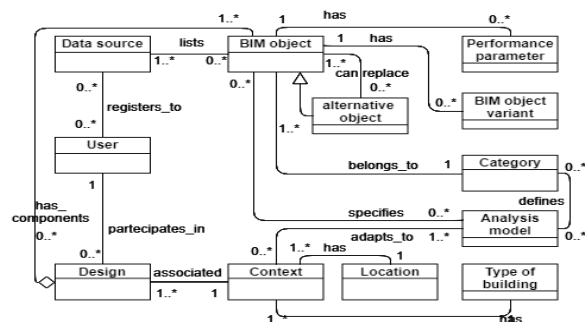 1..*
1
has
0..*
Data source
lists
BIM object
1
has
Performance
parameter
1..*
0..*
1..*
can replace
0..*
0..*
0..*
alternative
object
0..*
BIM object
variant
registers_to
0..*
User
1..*
belongs_to
1
Category
0..*
1
has_
components
partecipates_in
specifies
0..*
defines
Analysis
model
adapts_to
1..*
0..*
0..*
0..*
0..*
1..*
has
1
Design
associated
Context
Location
Type of
building
1..*
1
1..*
has
1